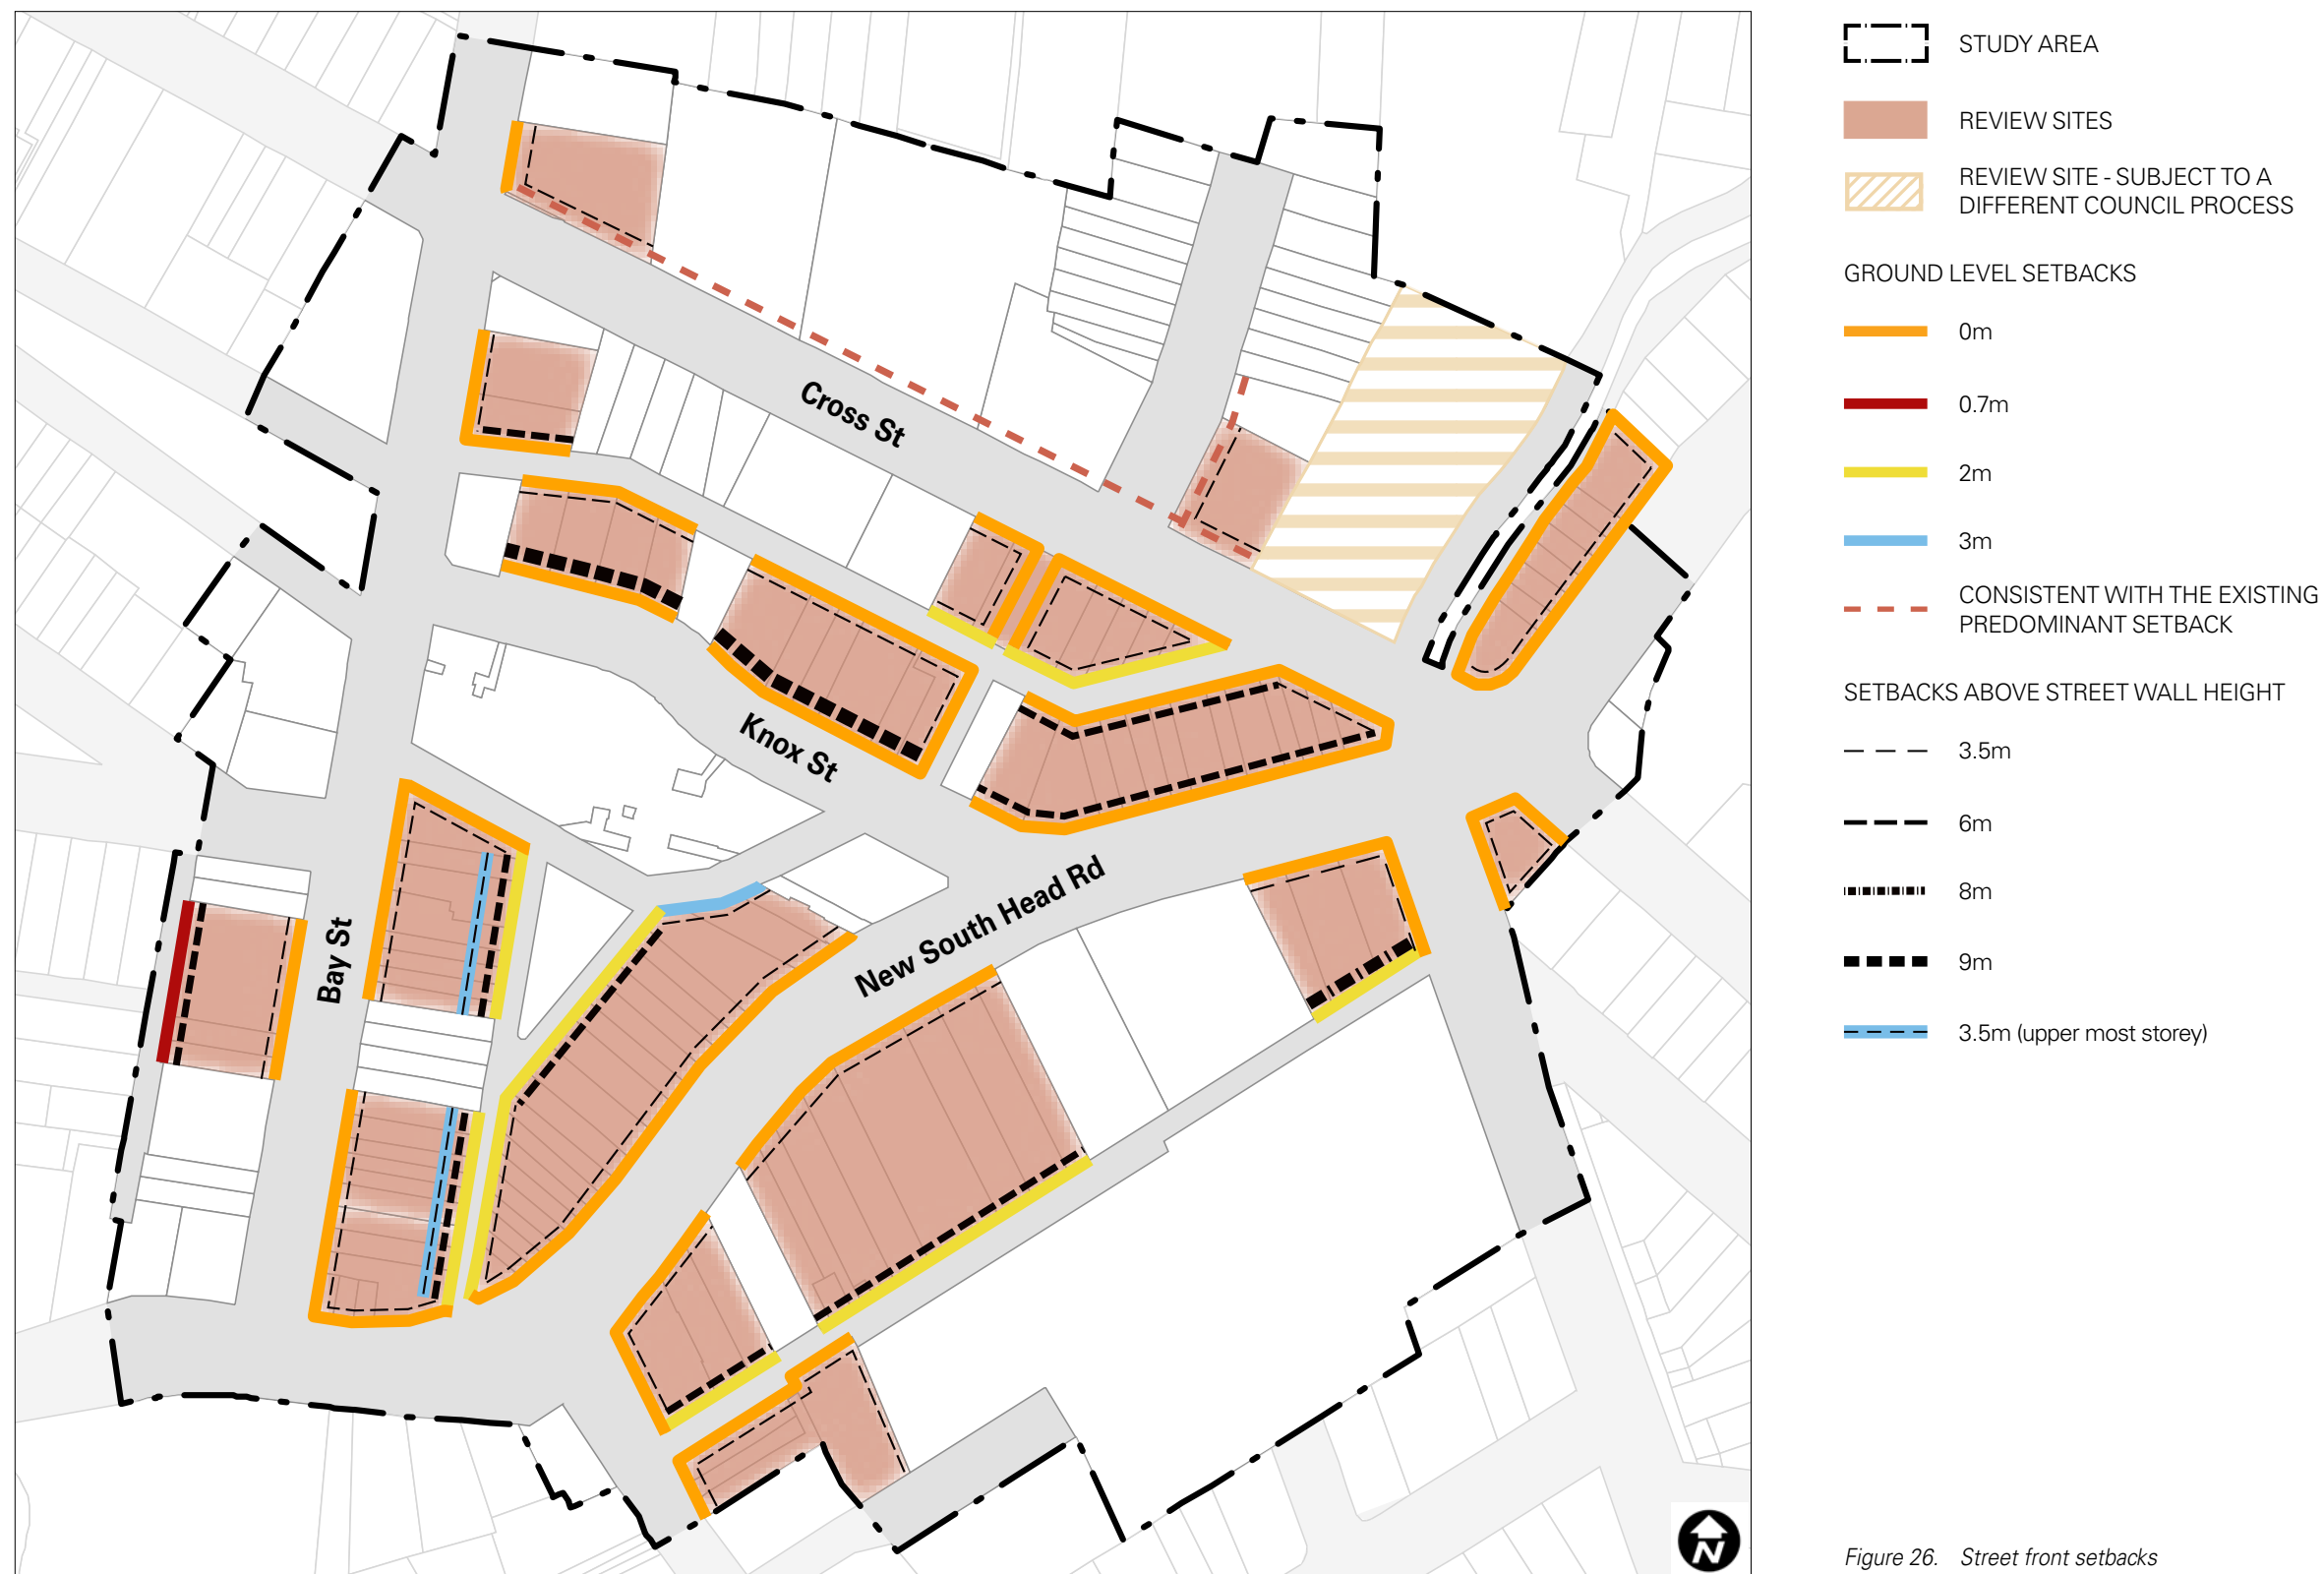 Cross St
Knox St
New South Head Rd
Bay St
N
STUDY AREA
REVIEW SITES
REVIEW SITE - SUBJECT TO A
DIFFERENT COUNCIL PROCESS
GROUND LEVEL SETBACKS
0m
0.7m
2m
3m
CONSISTENT WITH THE EXISTING
PREDOMINANT SETBACK
SETBACKS ABOVE STREET WALL HEIGHT
3.5m
6m
8m
9m
3.5m (upper most storey)
Figure 26. Street front setbacks